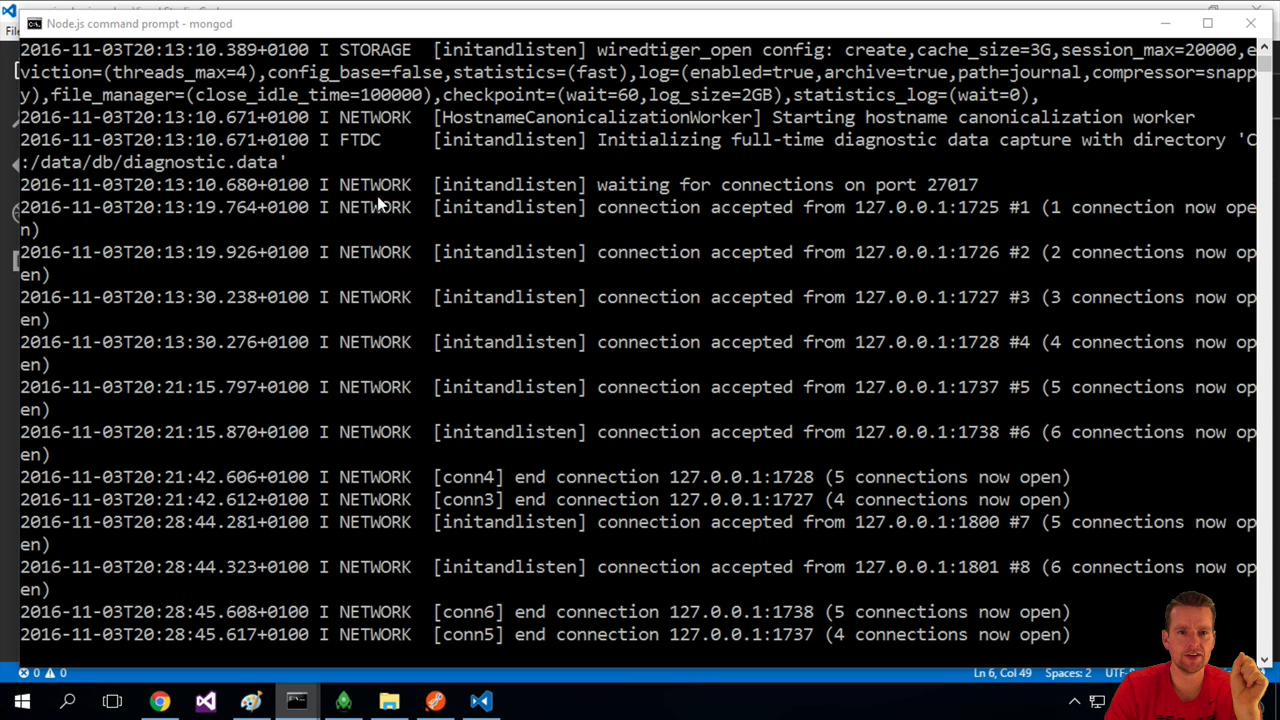 Node.js command prompt - mongod
Fil
2016-11-03T20:13:10.389+0100 I STORAGE  [initandlisten] wiredtiger_open config: create,cache_size=3G,session_max=20000,e
viction=(threads_max=4),config_base=false,statistics=(fast),log=(enabled=true,archive=true,path=journal,compressor=snapp
y),file_manager=(close_idle_time=100000),checkpoint=(wait=60,log_size=2GB),statistics_log=(wait=0),
2016-11-03T20:13:10.671+0100 I NETWORK  [HostnameCanonicalizationWorker] Starting hostname canonicalization worker
2016-11-03T20:13:10.671+0100 I FTDC     [initandlisten] Initializing full-time diagnostic data capture with directory 'C
:/data/db/diagnostic.data'
2016-11-03T20:13:10.680+0100 I NETWORK  [initandlisten] waiting for connections on port 27017
2016-11-03T20:13:19.764+0100 I NETWORK  [initandlisten] connection accepted from 127.0.0.1:1725 #1 (1 connection now ope
n)
2016-11-03T20:13:19.926+0100 I NETWORK  [initandlisten] connection accepted from 127.0.0.1:1726 #2 (2 connections now op
en)
2016-11-03T20:13:30.238+0100 I NETWORK  [initandlisten] connection accepted from 127.0.0.1:1727 #3 (3 connections now op
en)
2016-11-03T20:13:30.276+0100 I NETWORK  [initandlisten] connection accepted from 127.0.0.1:1728 #4 (4 connections now op
en)
2016-11-03T20:21:15.797+0100 I NETWORK  [initandlisten] connection accepted from 127.0.0.1:1737 #5 (5 connections now op
en)
2016-11-03T20:21:15.870+0100 I NETWORK  [initandlisten] connection accepted from 127.0.0.1:1738 #6 (6 connections now op
en)
2016-11-03T20:21:42.606+0100 I NETWORK  [conn4] end connection 127.0.0.1:1728 (5 connections now open)
2016-11-03T20:21:42.612+0100 I NETWORK  [conn3] end connection 127.0.0.1:1727 (4 connections now open)
2016-11-03T20:28:44.281+0100 I NETWORK  [initandlisten] connection accepted from 127.0.0.1:1800 #7 (5 connections now op
en)
2016-11-03T20:28:44.323+0100 I NETWORK  [initandlisten] connection accepted from 127.0.0.1:1801 #8 (6 connections now op
en)
2016-11-03T20:28:45.608+0100 I NETWORK  [conn6] end connection 127.0.0.1:1738 (5 connections now open)
2016-11-03T20:28:45.617+0100 I NETWORK  [conn5] end connection 127.0.0.1:1737 (4 connections now open)
0 0 Ln 6, Col 49 Spaces: 2 UTF-8